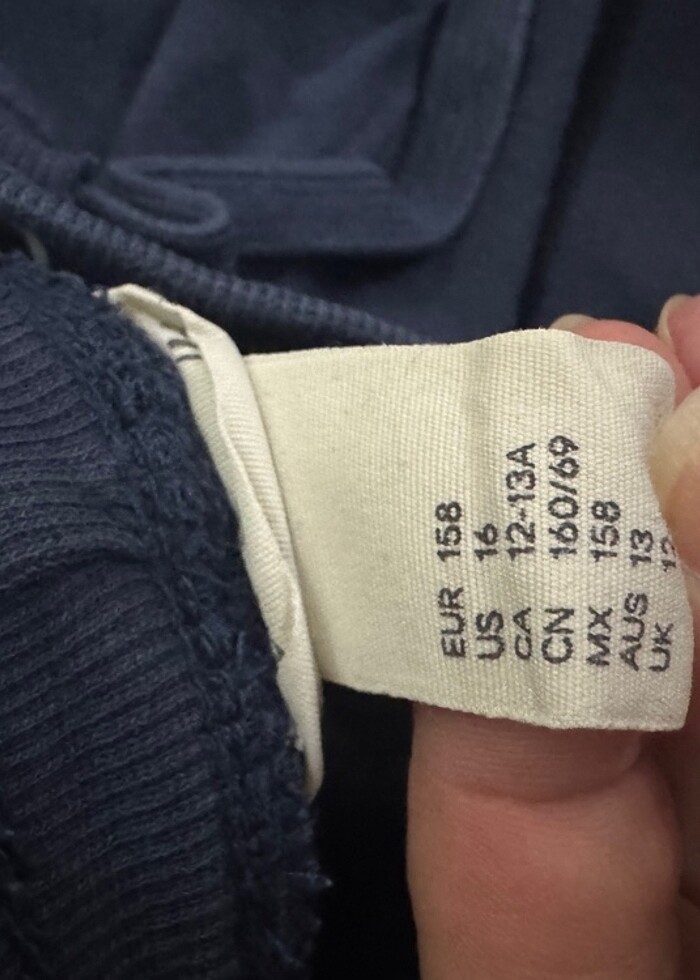 EUR 158
US 16
CA 12-13A
CN 160/69
MX 158
AUS 13
UK